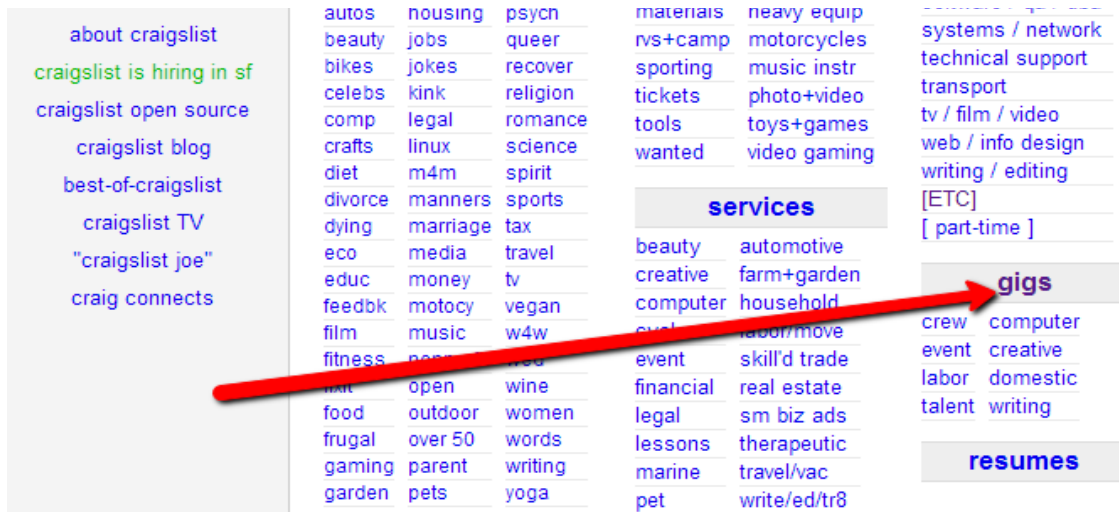 about craigslist
craigslist is hiring in sf
craigslist open source
craigslist blog
best-of-craigslist
craigslist TV
"craigslist joe"
craig connects
autos housing psych
beauty jobs queer
bikes jokes recover
celebs kink religion
comp legal romance
crafts linux science
diet m4m spirit
divorce manners sports
dying marriage tax
eco media travel
educ money tv
feedbk motocy vegan
film music w4w
fitness
open wine
food outdoor women
frugal over 50 words
gaming parent writing
garden pets yoga
materials heavy equip
rvs+camp motorcycles
sporting music instr
tickets photo+video
tools toys+games
wanted video gaming
services
beauty automotive
creative farm+garden
computer household
labor/move
event skill'd trade
financial real estate
legal sm biz ads
lessons therapeutic
marine travel/vac
pet write/ed/tr8
systems / network
technical support
transport
tv / film / video
web / info design
writing / editing
[ETC]
[ part-time ]
gigs
crew computer
event creative
labor domestic
talent writing
resumes